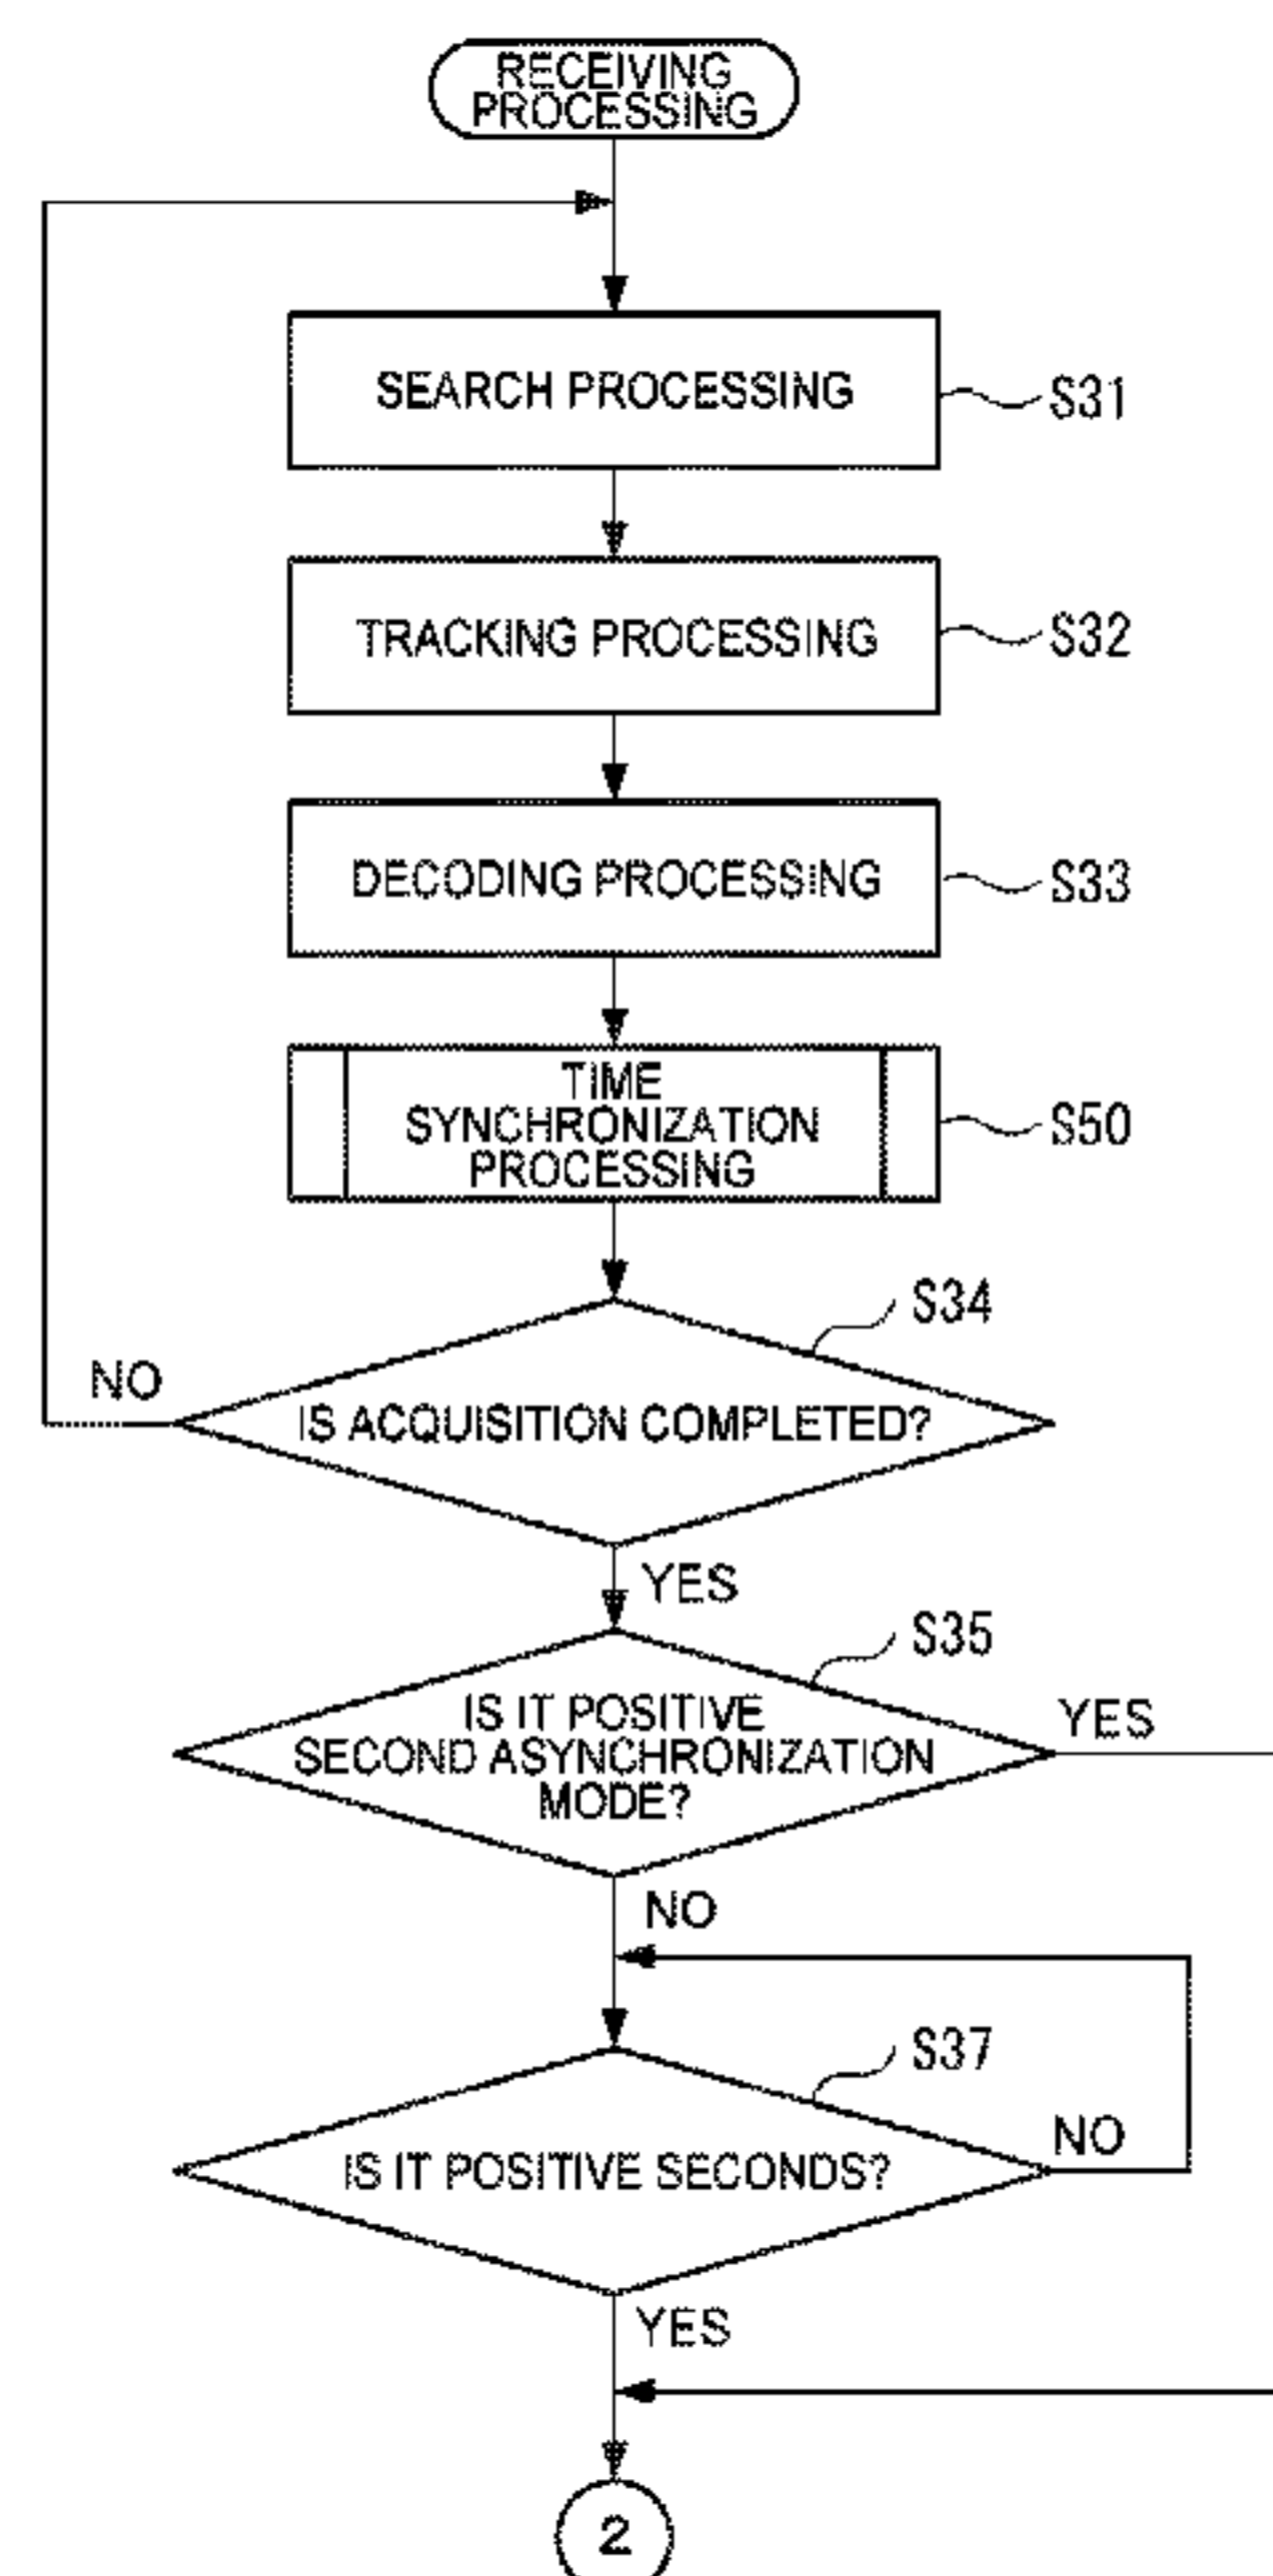 RECEIVING
PROCESSING
SEARCH PROCESSING
S31
TRACKING PROCESSING
S32
DECODING PROCESSING
S33
TIME
SYNCHRONIZATION
PROCESSING
S50
S34
NO
IS ACQUISITION COMPLETED?
YES
S35
IS IT POSITIVE
SECOND ASYNCHRONIZATION
MODE?
YES
NO
S37
IS IT POSITIVE SECONDS?
NO
YES
2